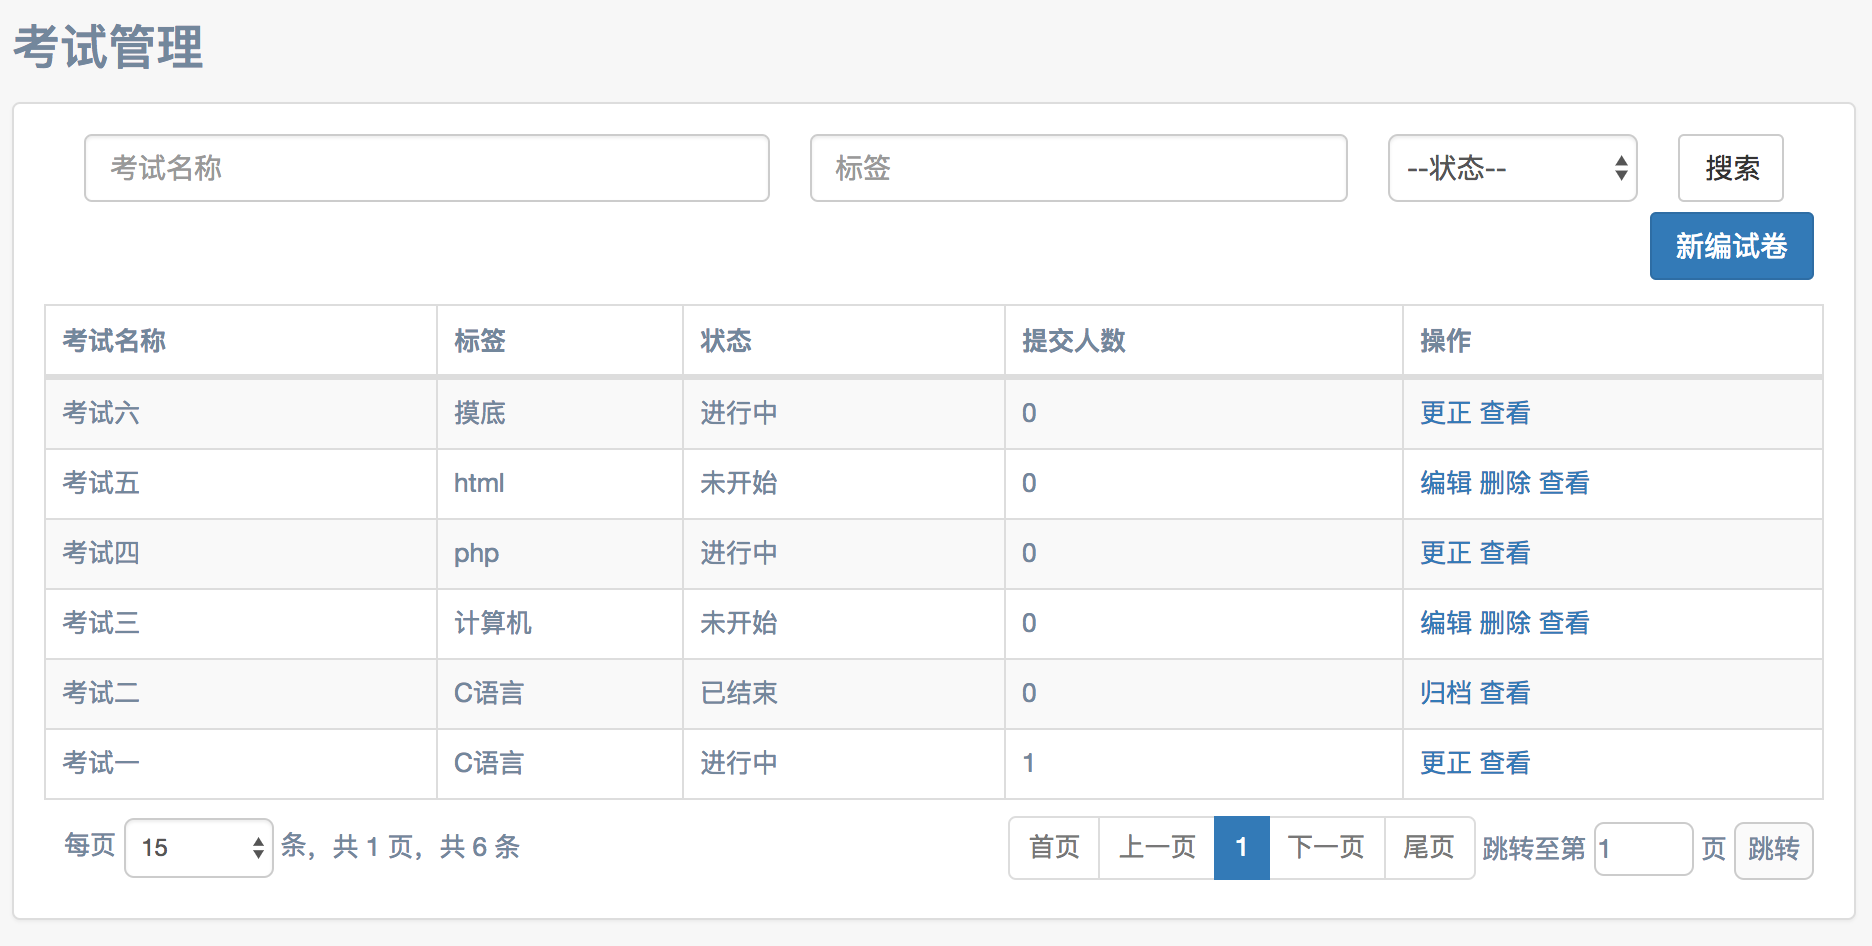 考试管理
考试名称 标签 --状态-- 搜索
新编试卷
考试名称 标签 状态 提交人数 操作
考试六 摸底 进行中 0 更正 查看
考试五 html 未开始 0 编辑 删除 查看
考试四 php 进行中 0 更正 查看
考试三 计算机 未开始 0 编辑 删除 查看
考试二 C语言 已结束 0 归档 查看
考试一 C语言 进行中 1 更正 查看
每页 15 条，共 1 页，共 6 条 首页 上一页 1 下一页 尾页 跳转至第 1 页 跳转